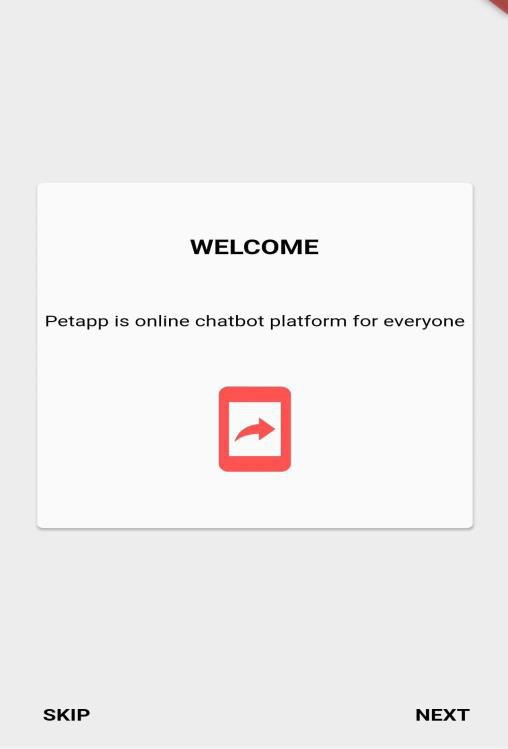 WELCOME
Petapp is online chatbot platform for everyone
SKIP
NEXT